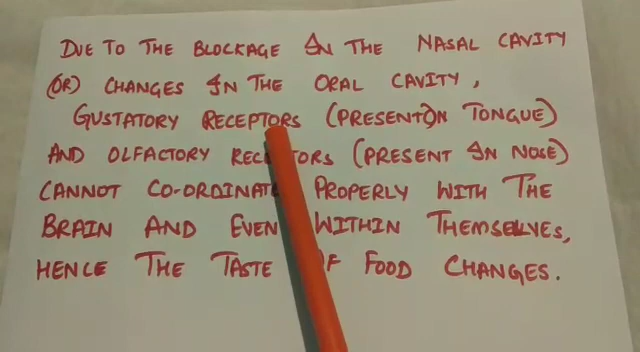 DUE TO THE BLOCKAGE IN THE NASAL CAVITY
(OR) CHANGES IN THE ORAL CAVITY,
GUSTATORY RECEPTORS (PRESENT ON TONGUE)
AND OLFACTORY RECEPTORS (PRESENT IN NOSE)
CANNOT CO-ORDINATE PROPERLY WITH THE
BRAIN AND EVEN WITHIN THEMSELVES,
HENCE THE TASTE OF FOOD CHANGES.